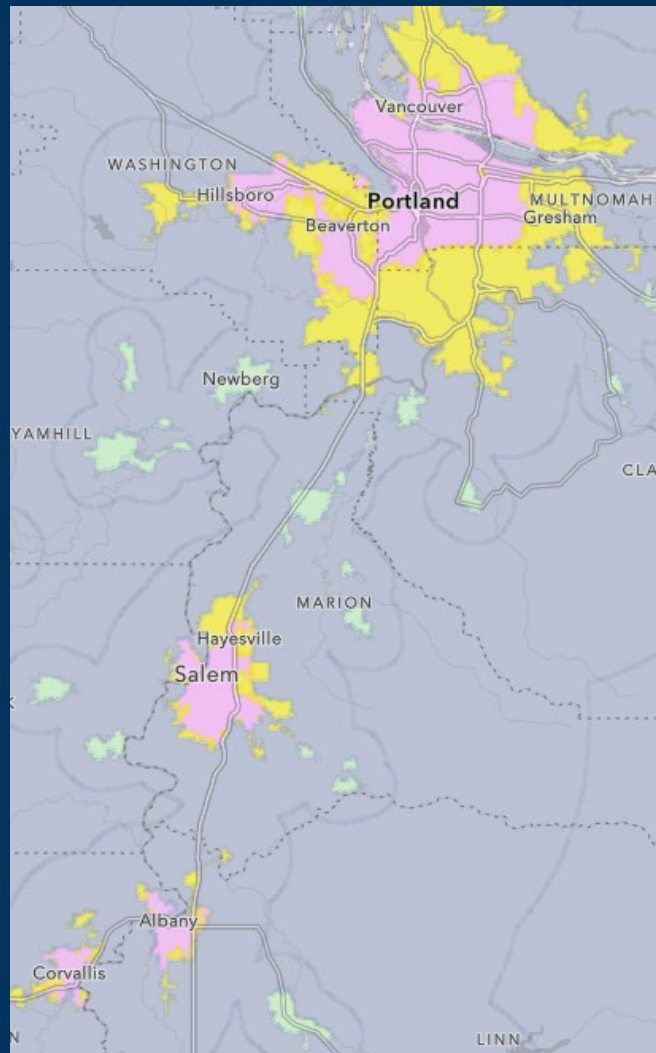 Vancouver
WASHINGTON
Hillsboro
Portland
MULTNOMAH
Beaverton
Gresham
Newberg
YAMHILL
CLA
MARION
Hayesville
Salem
K
Albany
Corvallis
N
LINN